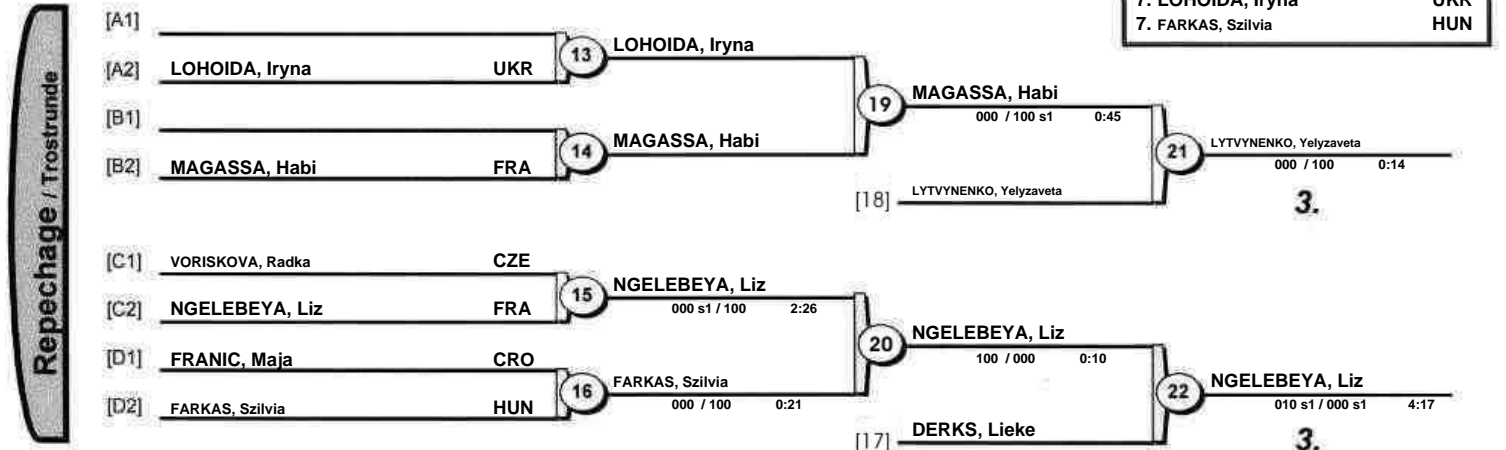 7. LOHOIDA, Iryna UKR
7. FARKAS, Szilvia HUN
Repechage / Trostrunde
[A1]
[A2] LOHOIDA, Iryna UKR
13 LOHOIDA, Iryna
[B1]
[B2] MAGASSA, Habi FRA
14 MAGASSA, Habi
19 MAGASSA, Habi
000 / 100 s1 0:45
[18] LYTVYNENKO, Yelyzaveta
21 LYTVYNENKO, Yelyzaveta
000 / 100 0:14
3.
[C1] VORISKOVA, Radka CZE
[C2] NGELEBEYA, Liz FRA
15 NGELEBEYA, Liz
000 s1 / 100 2:26
[D1] FRANIC, Maja CRO
[D2] FARKAS, Szilvia HUN
16 FARKAS, Szilvia
000 / 100 0:21
20 NGELEBEYA, Liz
100 / 000 0:10
[17] DERKS, Lieke
22 NGELEBEYA, Liz
010 s1 / 000 s1 4:17
3.